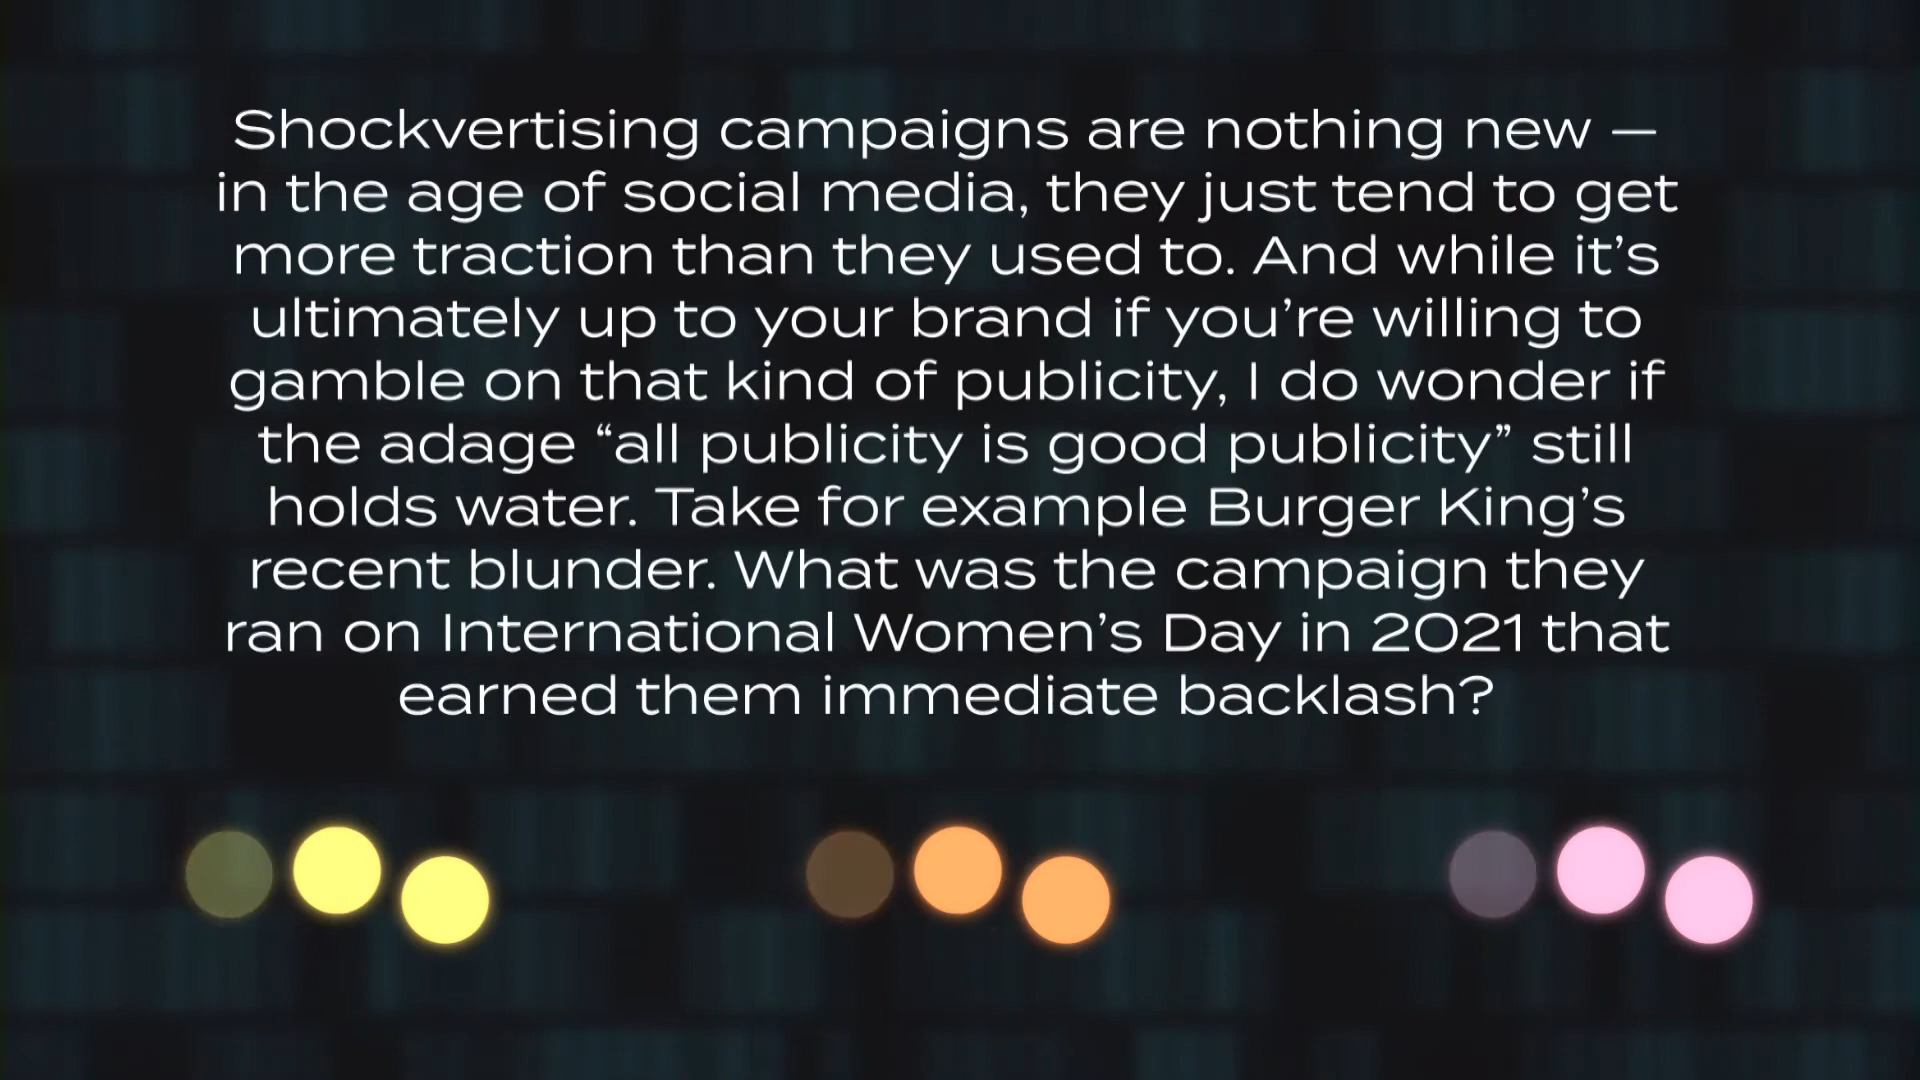 Shockvertising campaigns are nothing new —
in the age of social media, they just tend to get
more traction than they used to. And while it’s
ultimately up to your brand if you’re willing to
gamble on that kind of publicity, I do wonder if
the adage “all publicity is good publicity” still
holds water. Take for example Burger King’s
recent blunder. What was the campaign they
ran on International Women’s Day in 2021 that
earned them immediate backlash?